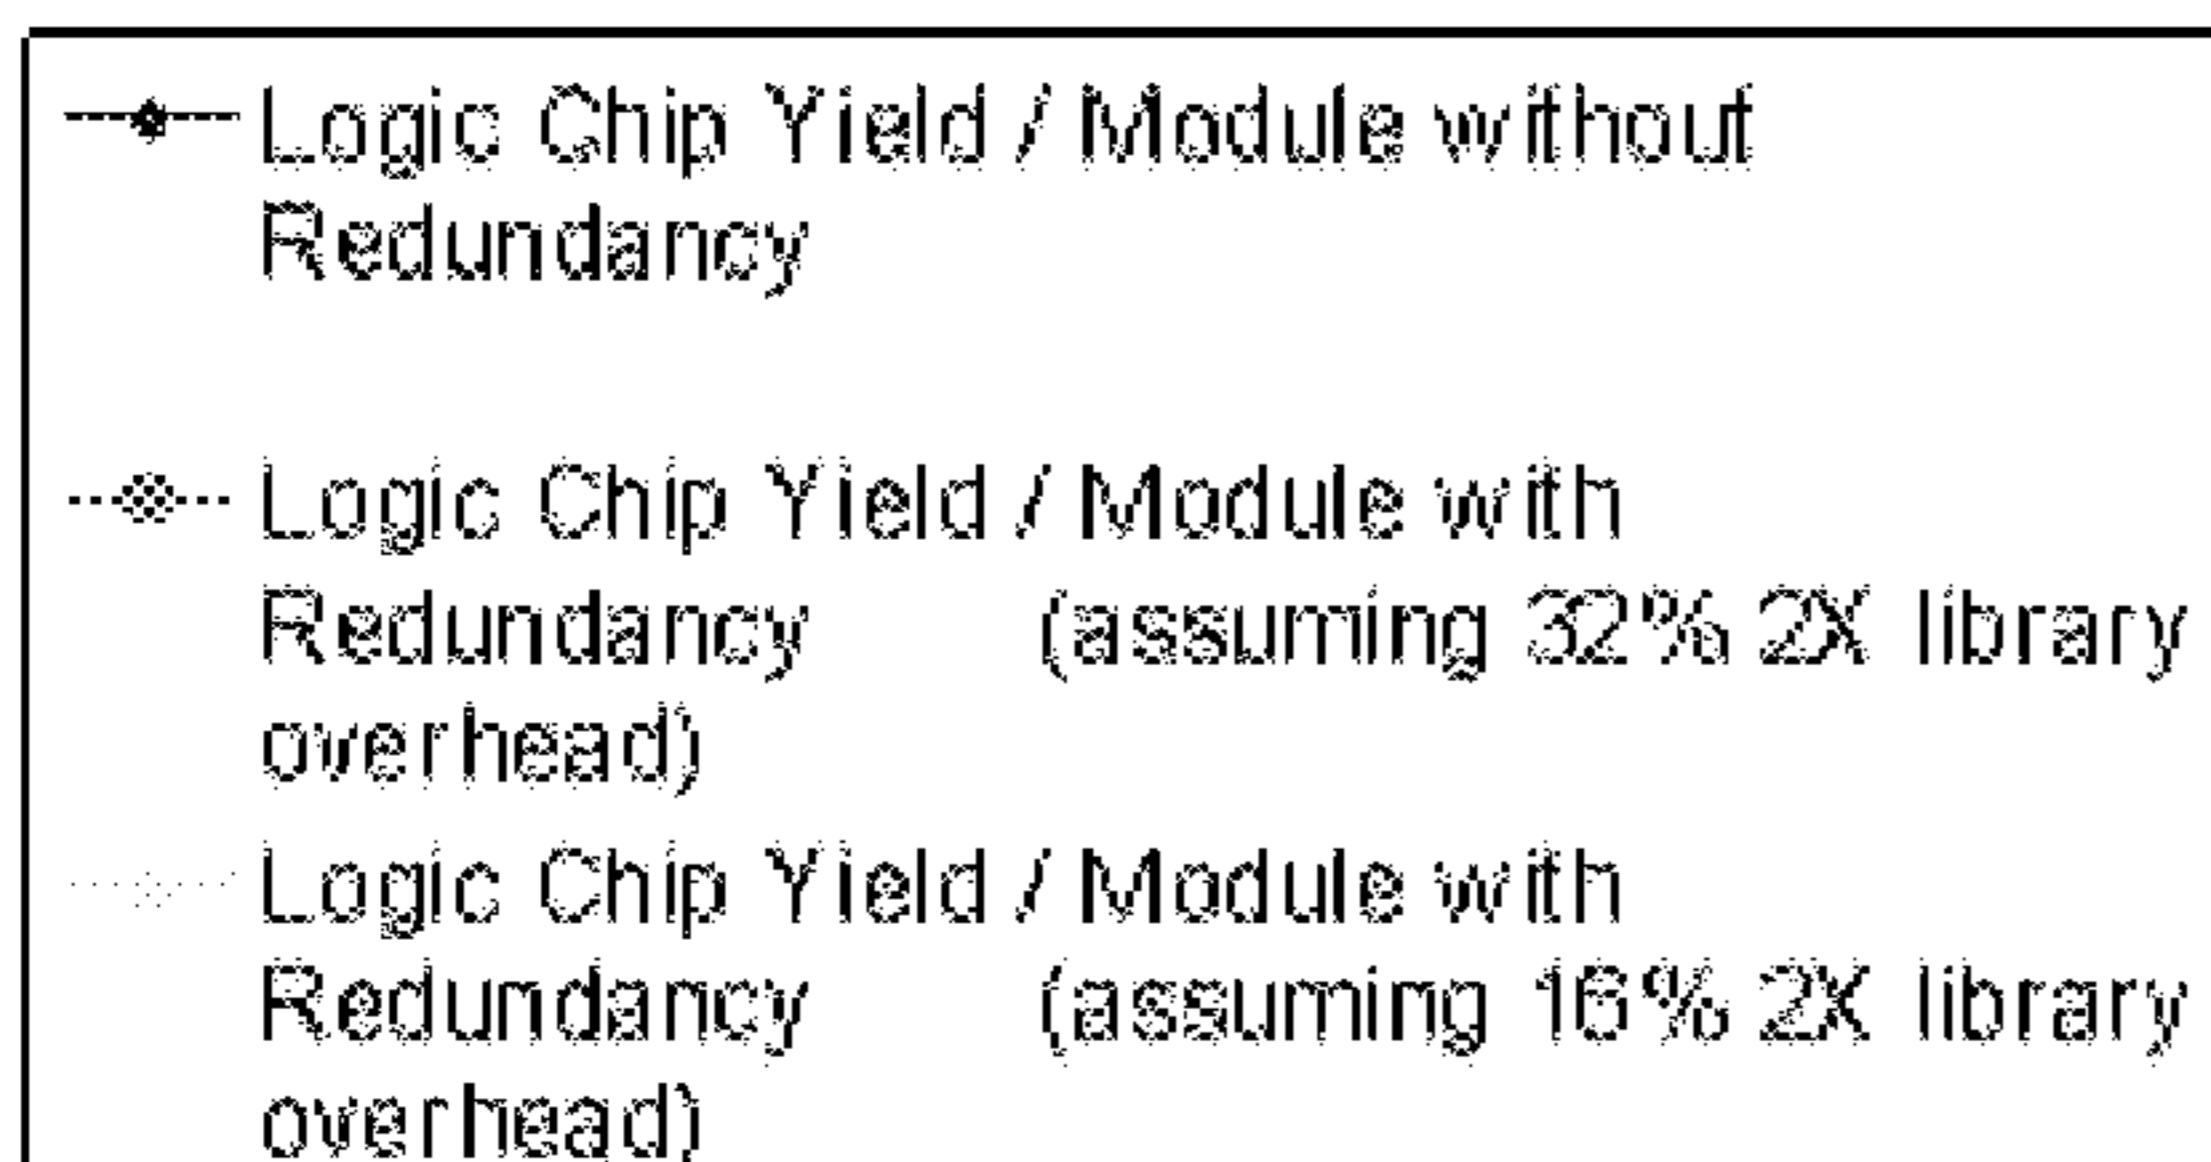 Logic Chip Yield / Module without
Redundancy
Logic Chip Yield / Module with
Redundancy (assuming 32% 2X library
overhead)
Logic Chip Yield / Module with
Redundancy (assuming 16% 2X library
overhead)